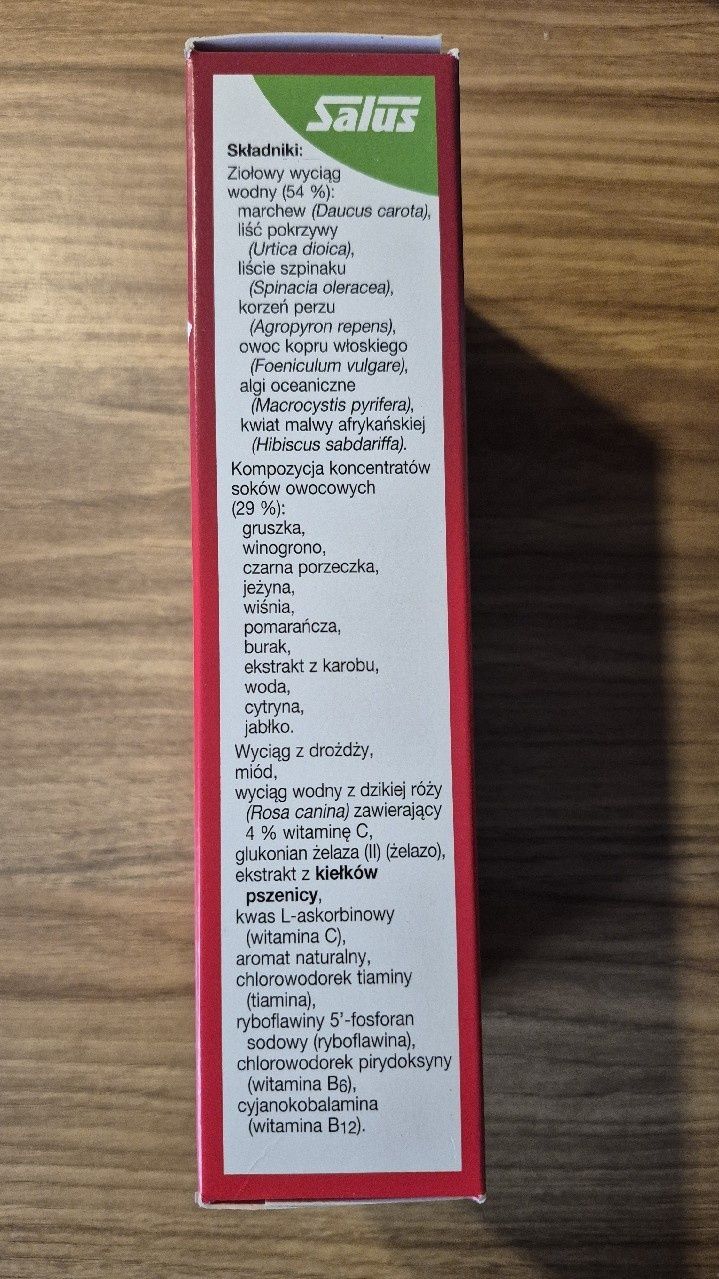 Salus
Składniki:
Ziołowy wyciąg
wodny (54 %):
marchew (Daucus carota),
liść pokrzywy
(Urtica dioica),
liście szpinaku
(Spinacia oleracea),
korzeń perzu
(Agropyron repens),
owoc kopru włoskiego
(Foeniculum vulgare),
algi oceaniczne
(Macrocystis pyrifera),
kwiat malwy afrykańskiej
(Hibiscus sabdariffa).
Kompozycja koncentratów
soków owocowych
(29 %):
gruszka,
winogrono,
czarna porzeczka,
jeżyna,
wiśnia,
pomarańcza,
burak,
ekstrakt z karobu,
woda,
cytryna,
jabłko.
Wyciąg z drożdży,
miód,
wyciąg wodny z dzikiej róży
(Rosa canina) zawierający
4 % witaminę C,
glukonian żelaza (II) (żelazo),
ekstrakt z kiełków
pszenicy,
kwas L-askorbinowy
(witamina C),
aromat naturalny,
chlorowodorek tiaminy
(tiamina),
ryboflawiny 5'-fosforan
sodowy (ryboflawina),
chlorowodorek pirydoksyny
(witamina B6),
cyjanokobalamina
(witamina B12).